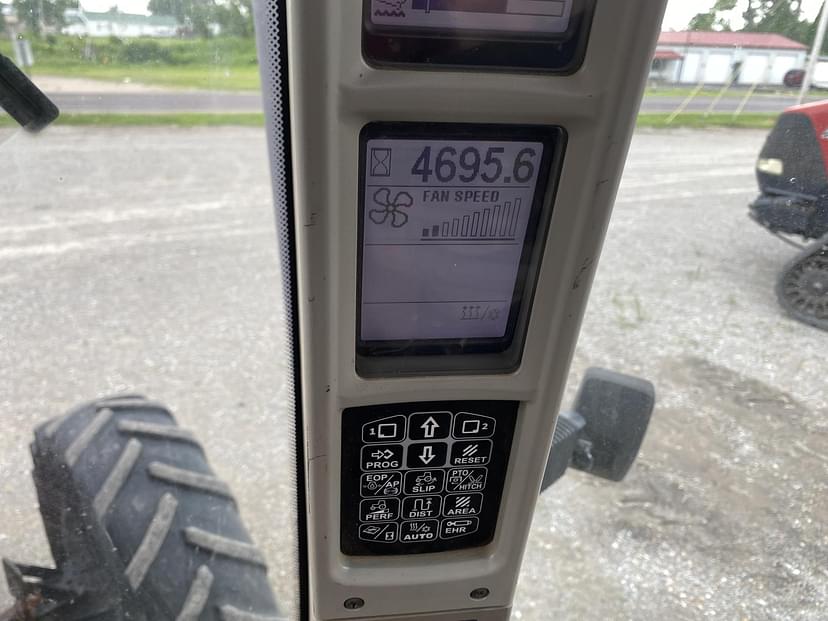 4695.6
FAN SPEED
1 2
PROG RESET
EOP /AP SLIP PTO /HITCH
PERF DIST AREA
AUTO EHR